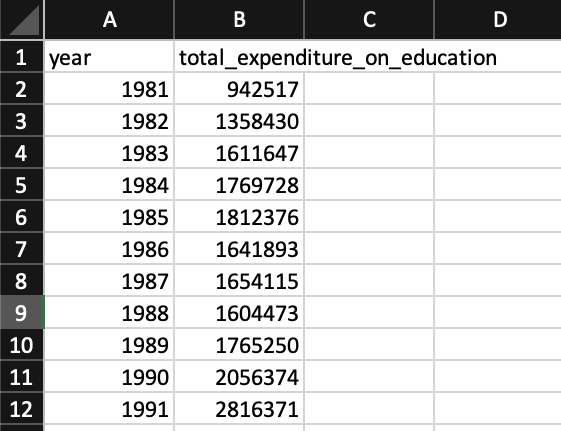 A B C D
1 year total_expenditure_on_education
2 1981 942517
3 1982 1358430
4 1983 1611647
5 1984 1769728
6 1985 1812376
7 1986 1641893
8 1987 1654115
9 1988 1604473
10 1989 1765250
11 1990 2056374
12 1991 2816371